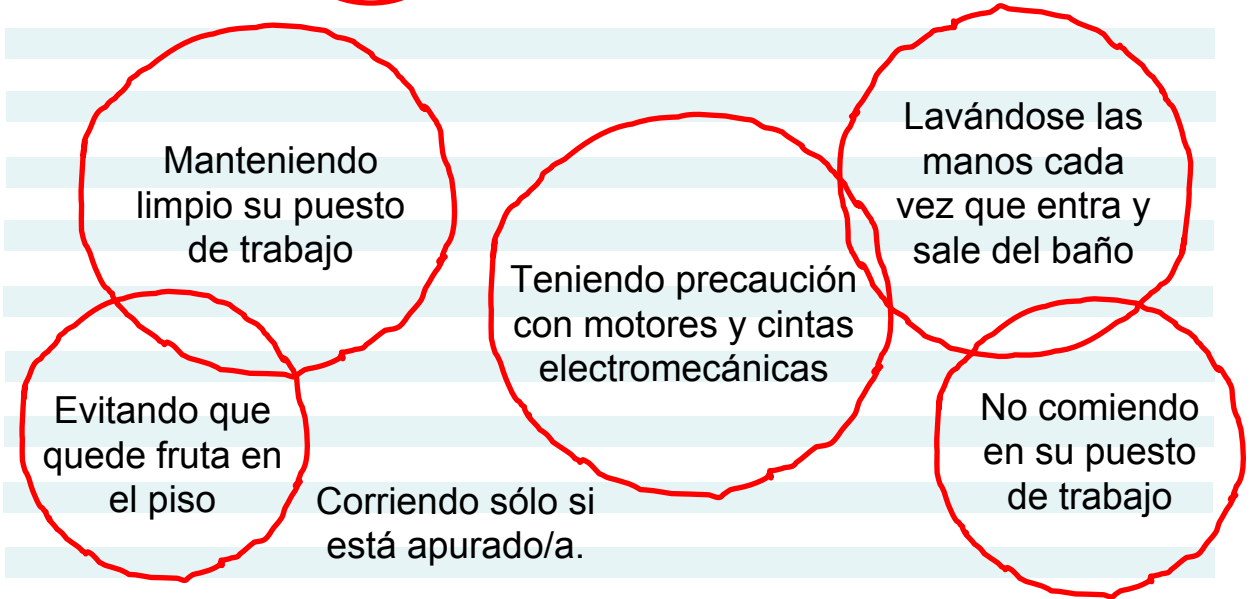 Manteniendo
limpio su puesto
de trabajo
Lavándose las
manos cada
vez que entra y
sale del baño
Teniendo precaución
con motores y cintas
electromecánicas
Evitando que
quede fruta en
el piso
Corriendo sólo si
está apurado/a.
No comiendo
en su puesto
de trabajo